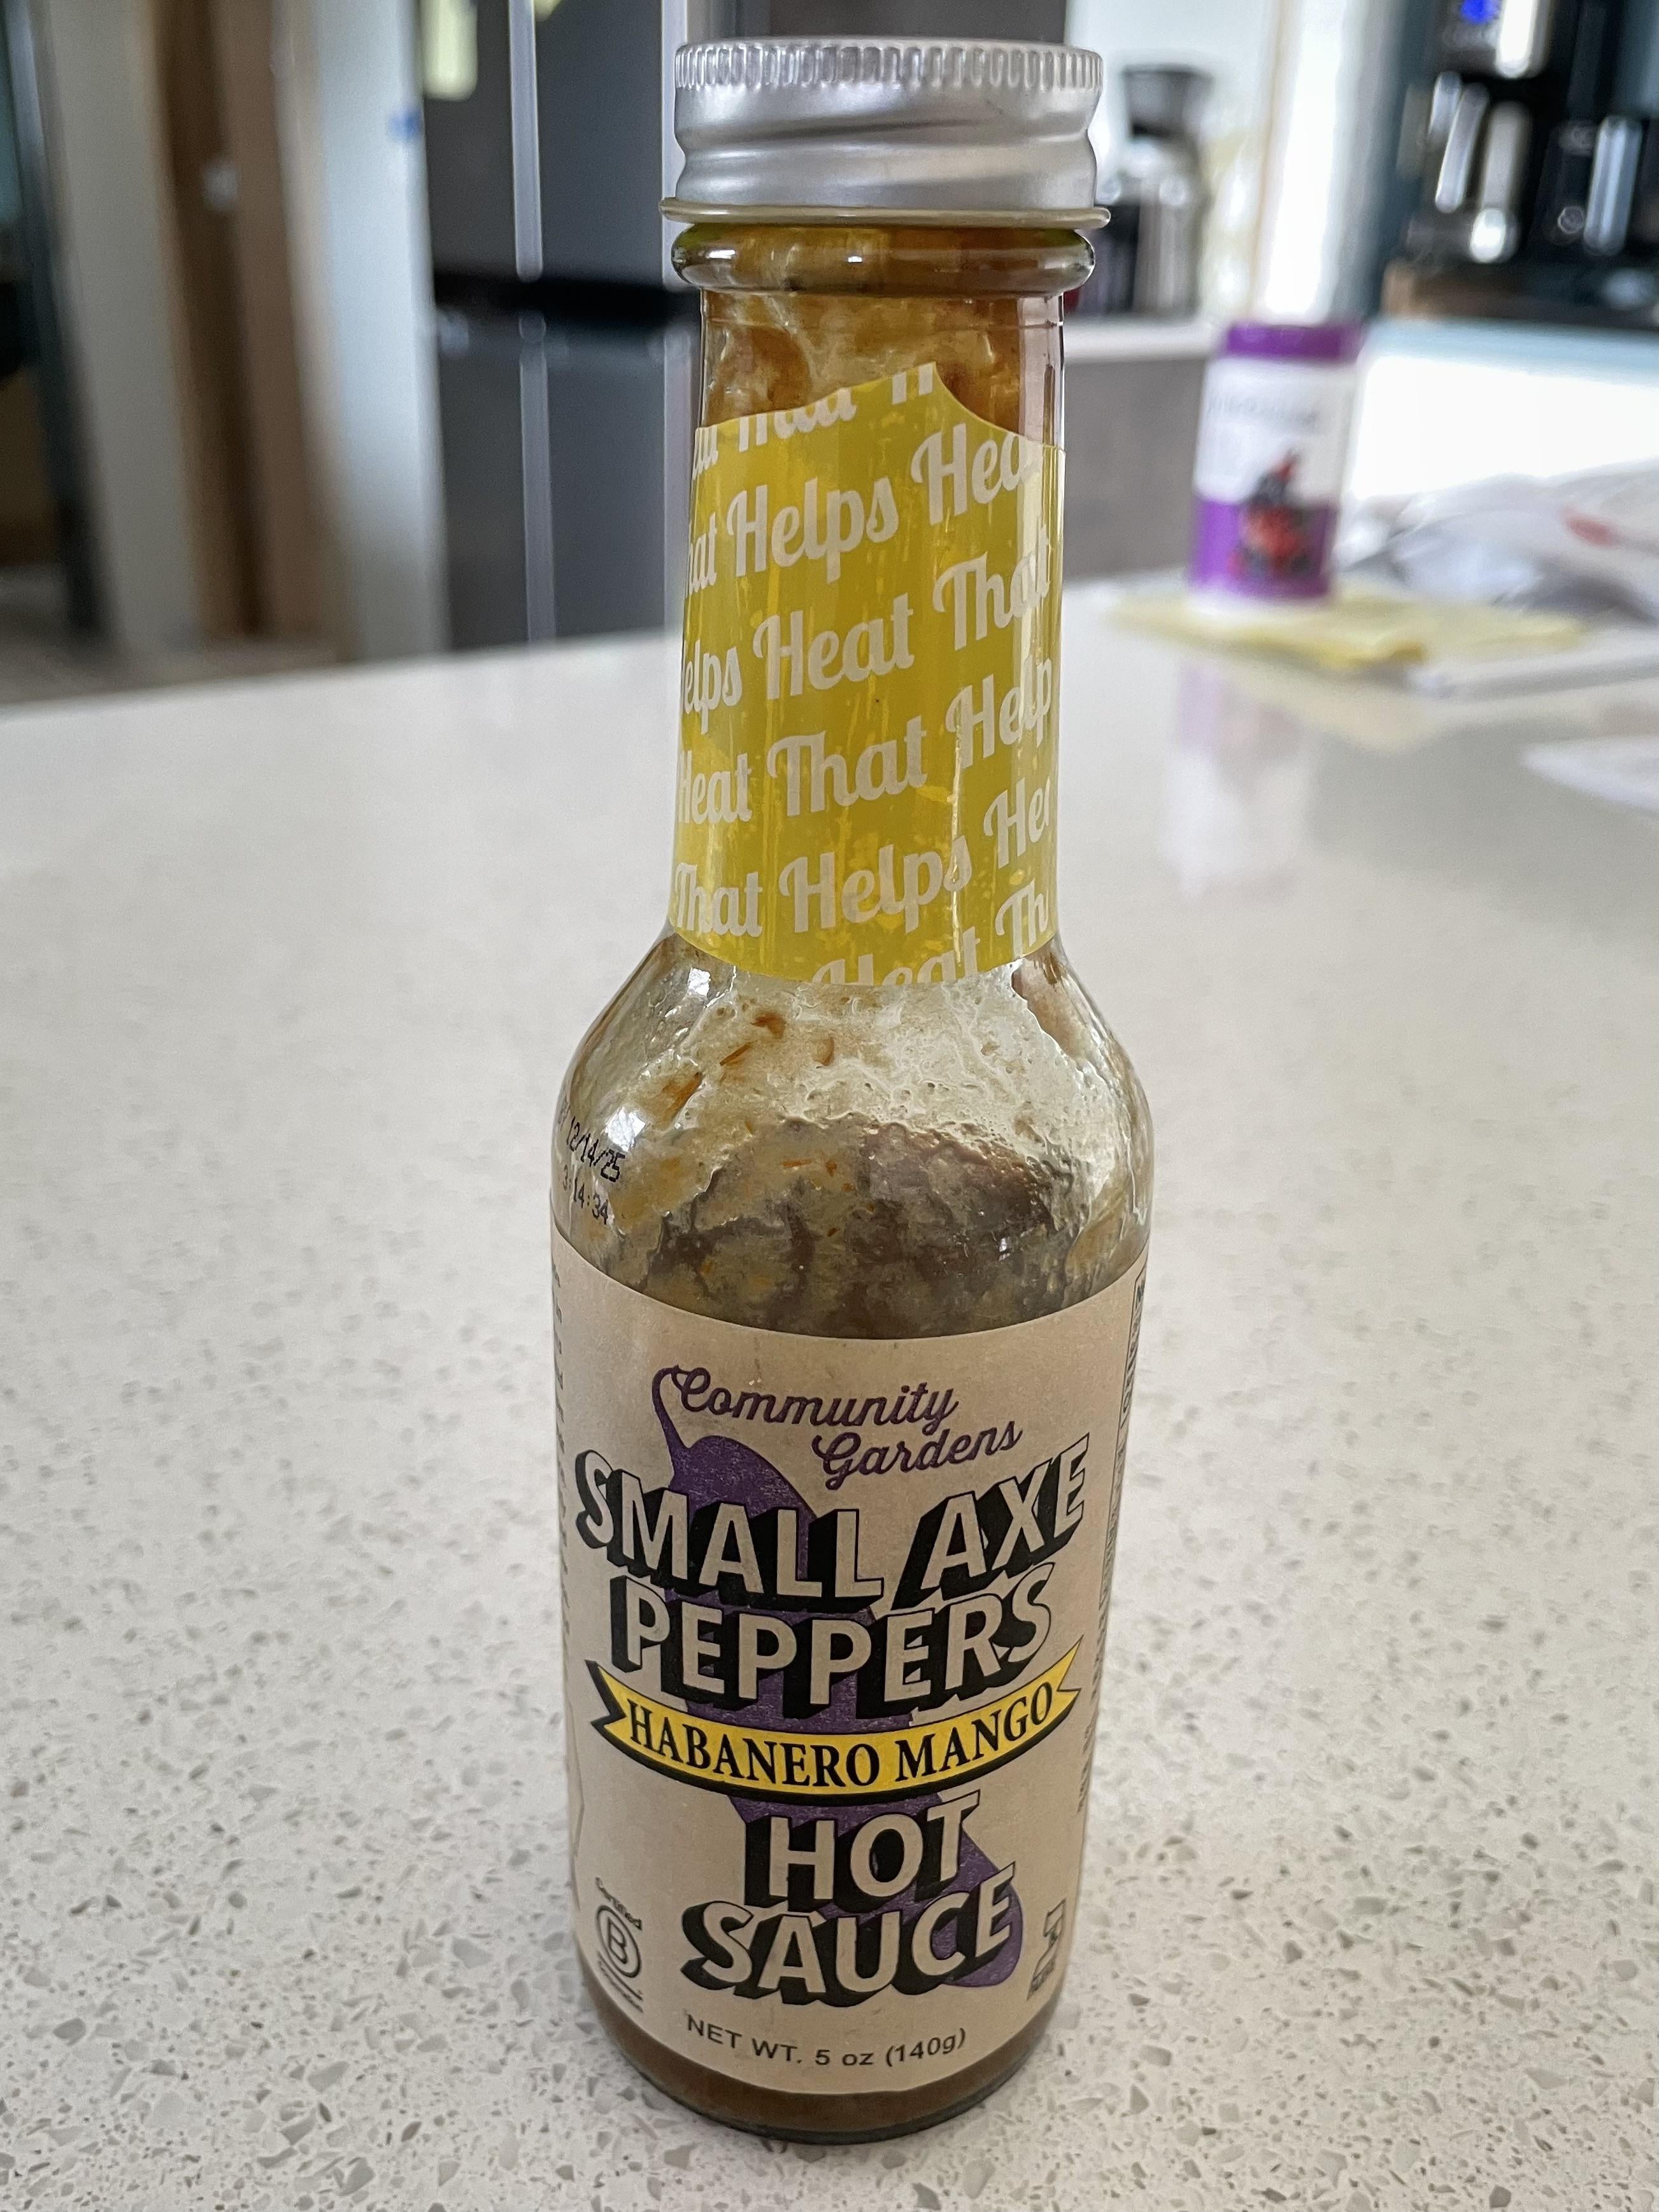 That
Helps
Helps
Heat That
Heat That Help
That Helps
Heat
12/14/25
3:14:34
Community
Gardens
SMALL AXE
PEPPERS
HABANERO MANGO
HOT
SAUCE
Certified
B
NET WT. 5 oz (140g)